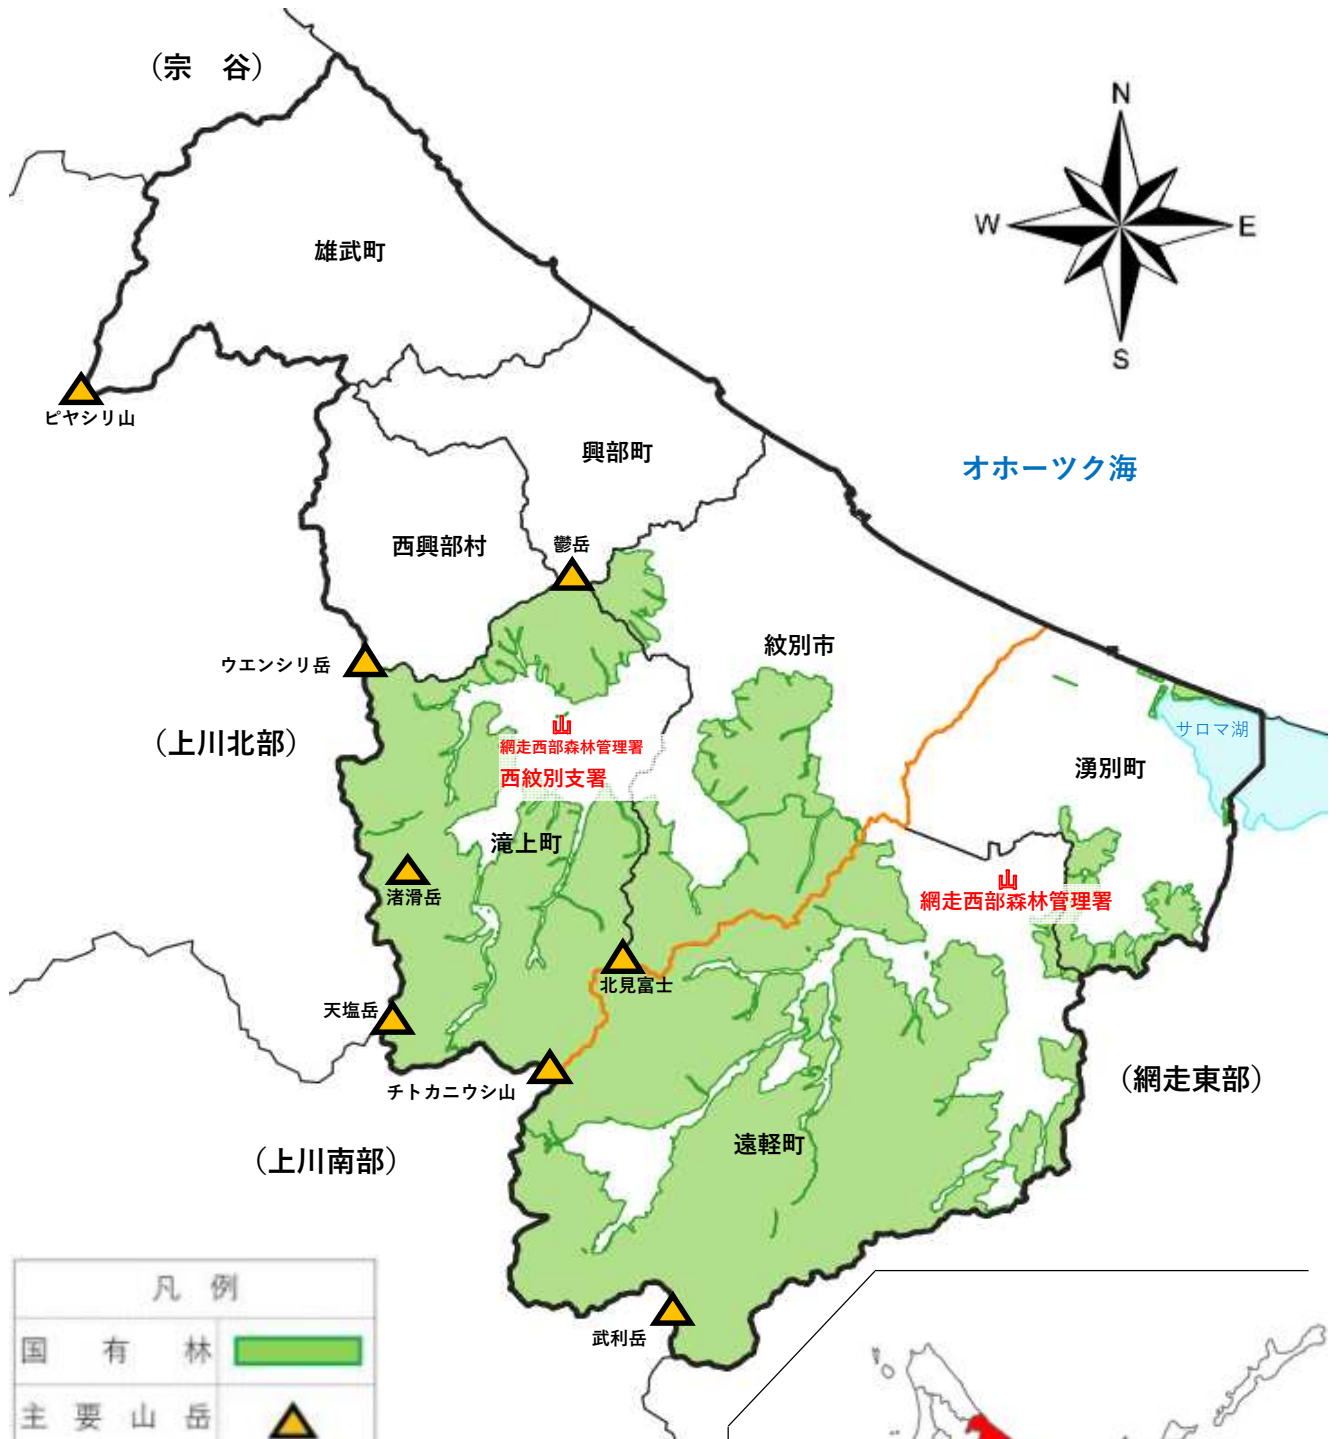 （宗　谷）
N
W
E
S
雄武町
ピヤシリ山
興部町
オホーツク海
西興部村
鬱岳
紋別市
ウエンシリ岳
（上川北部）
網走西部森林管理署
西紋別支署
サロマ湖
湧別町
滝上町
渚滑岳
網走西部森林管理署
北見富士
天塩岳
チトカニウシ山
（網走東部）
遠軽町
（上川南部）
武利岳
凡　例
国　有　林
主　要　山　岳